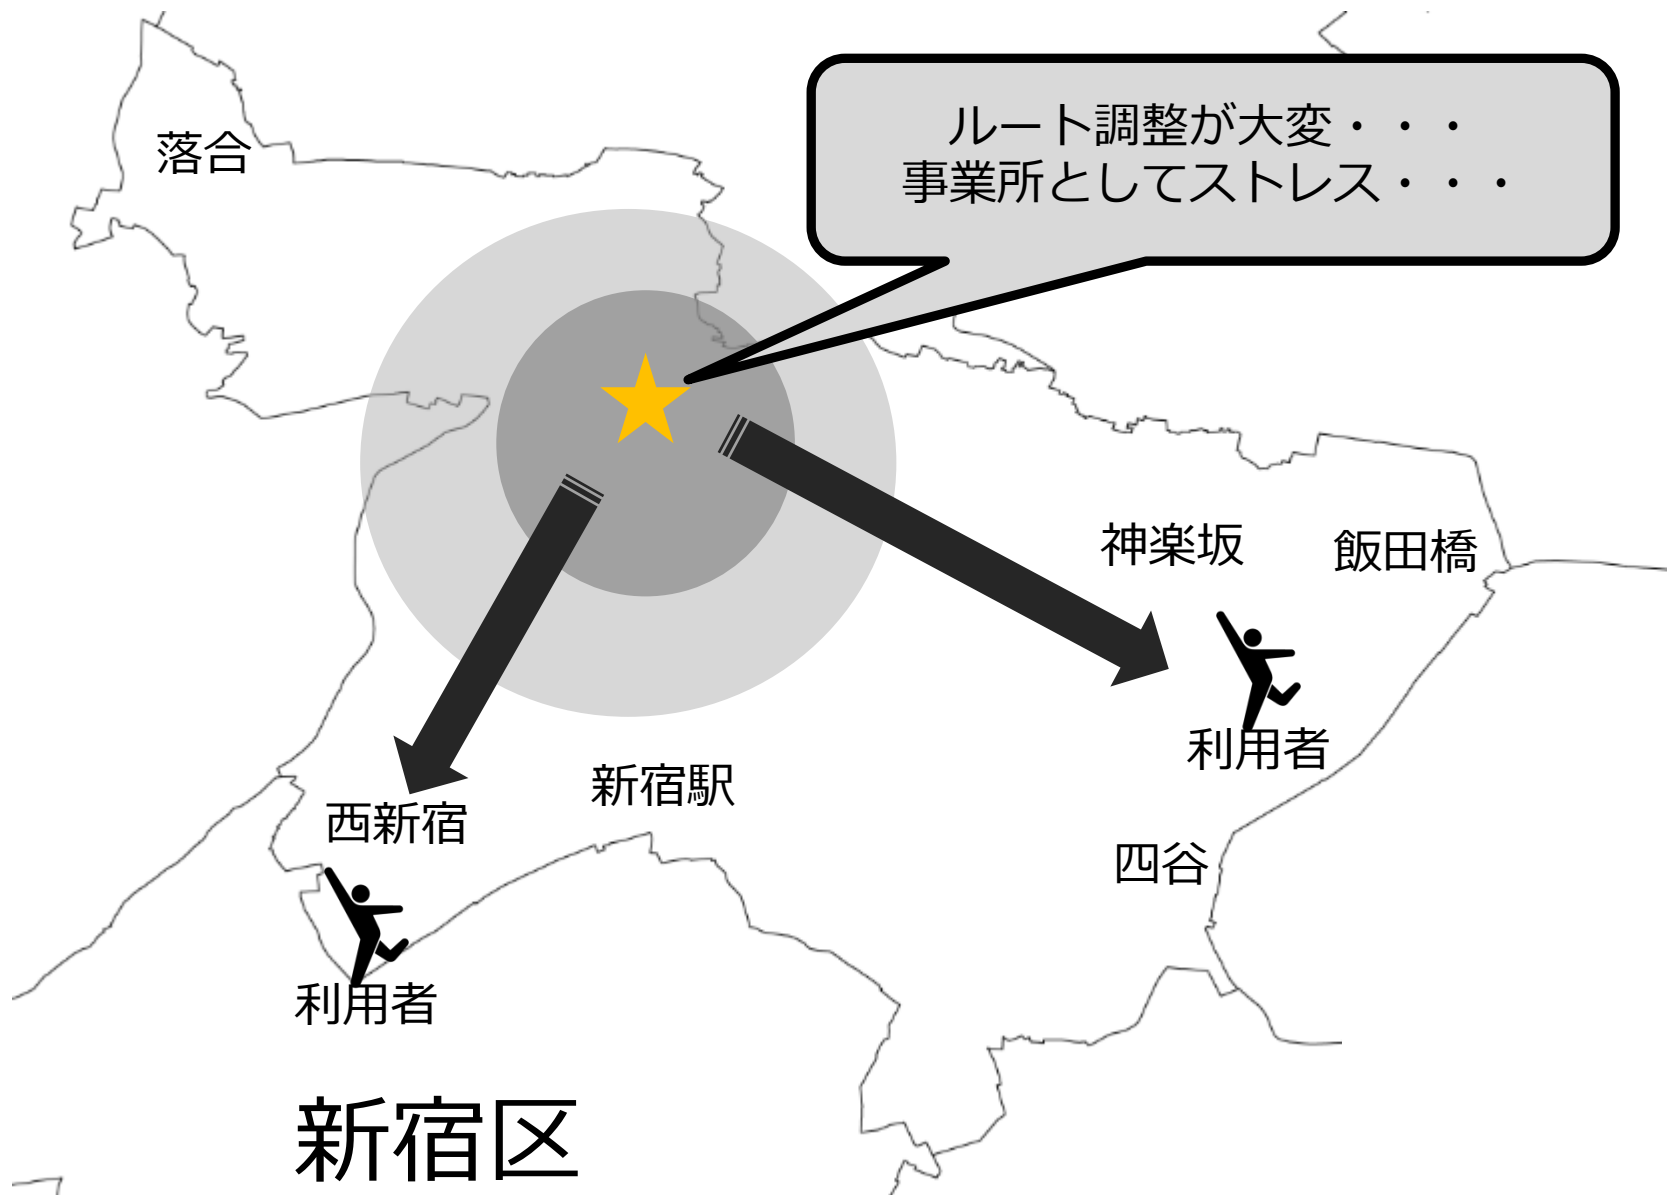 落合
ルート調整が大変・・・
事業所としてストレス・・・
神楽坂
飯田橋
利用者
新宿駅
西新宿
四谷
利用者
新宿区